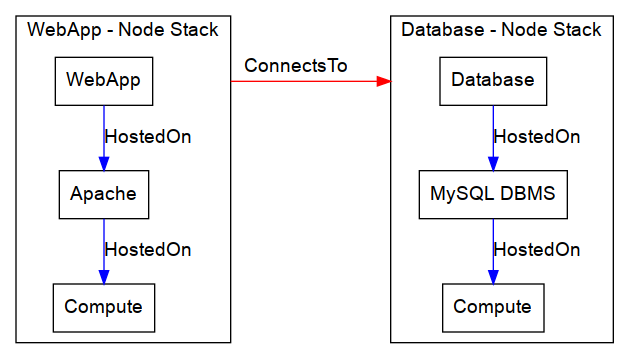 WebApp - Node Stack
WebApp
HostedOn
Apache
HostedOn
Compute
ConnectsTo
Database - Node Stack
Database
HostedOn
MySQL DBMS
HostedOn
Compute